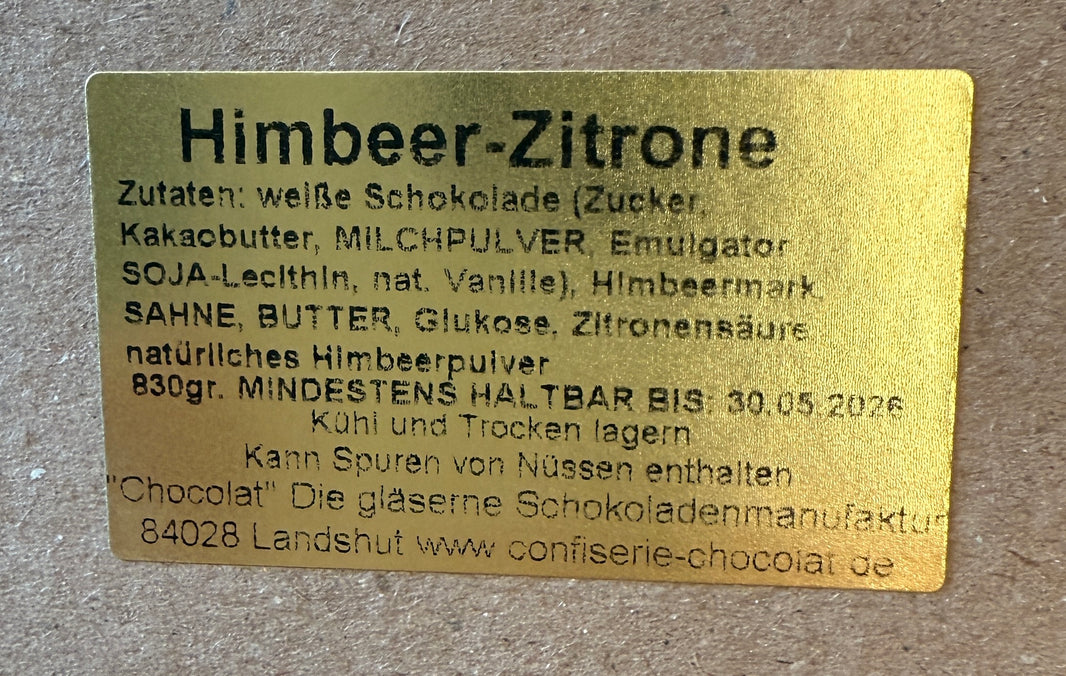 Himbeer-Zitrone
Zutaten: weiße Schokolade (Zucker,
Kakaobutter, MILCHPULVER, Emulgator
SOJA-Lecithin, nat. Vanille), Himbeermark,
SAHNE, BUTTER, Glukose, Zitronensäure
natürliches Himbeerpulver
830gr. MINDESTENS HALTBAR BIS: 30.05.2026
Kühl und Trocken lagern
Kann Spuren von Nüssen enthalten
"Chocolat" Die gläserne Schokoladenmanufaktur
84028 Landshut www.confiserie-chocolat.de